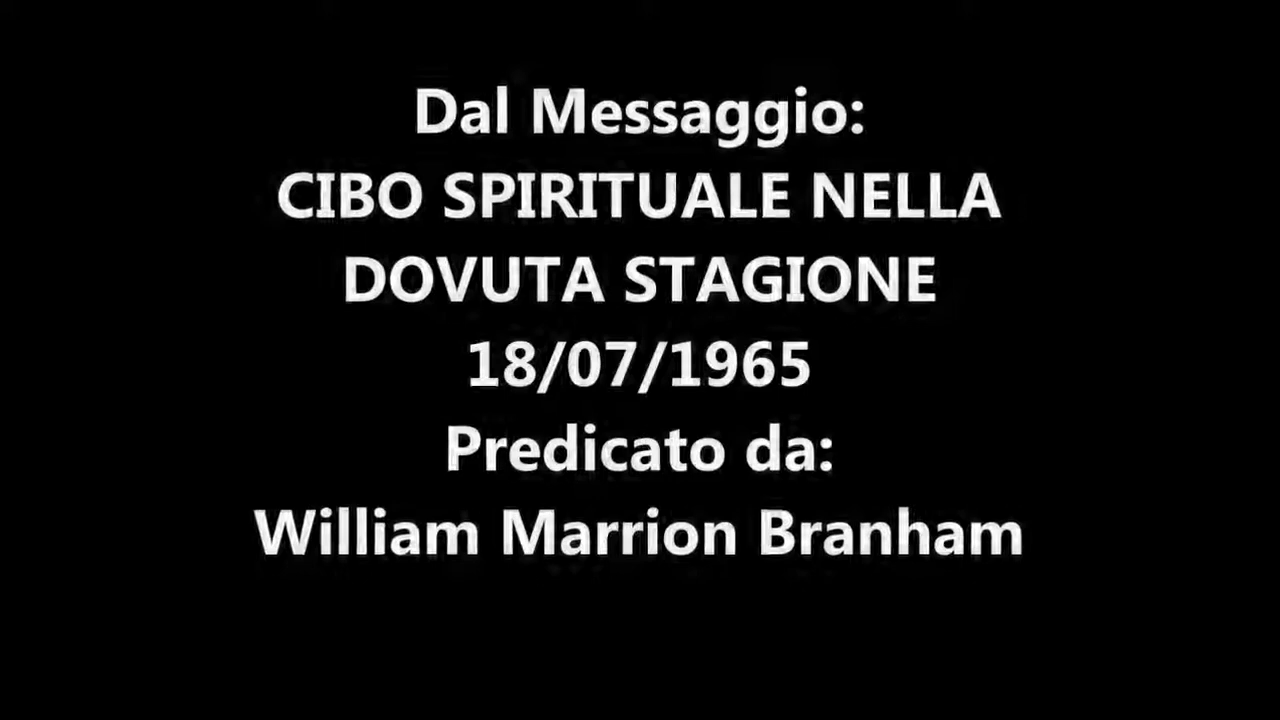 Dal Messaggio:
CIBO SPIRITUALE NELLA
DOVUTA STAGIONE
18/07/1965
Predicato da:
William Marrion Branham